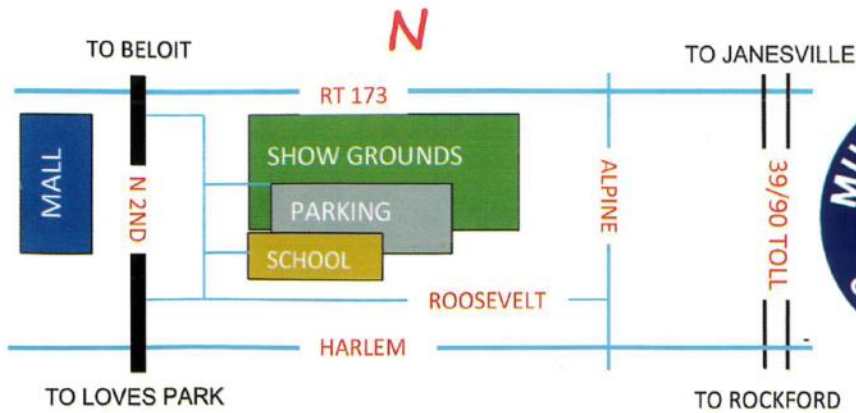 N
TO BELOIT
TO JANESVILLE
RT 173
MALL
N 2ND
SHOW GROUNDS
PARKING
SCHOOL
ALPINE
39/90 TOLL
ROOSEVELT
HARLEM
TO LOVES PARK
TO ROCKFORD